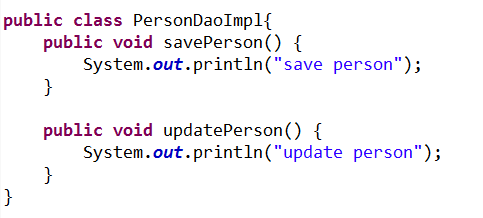 public class PersonDaoImpl{
    public void savePerson() {
        System.out.println("save person");
    }

    public void updatePerson() {
        System.out.println("update person");
    }
}